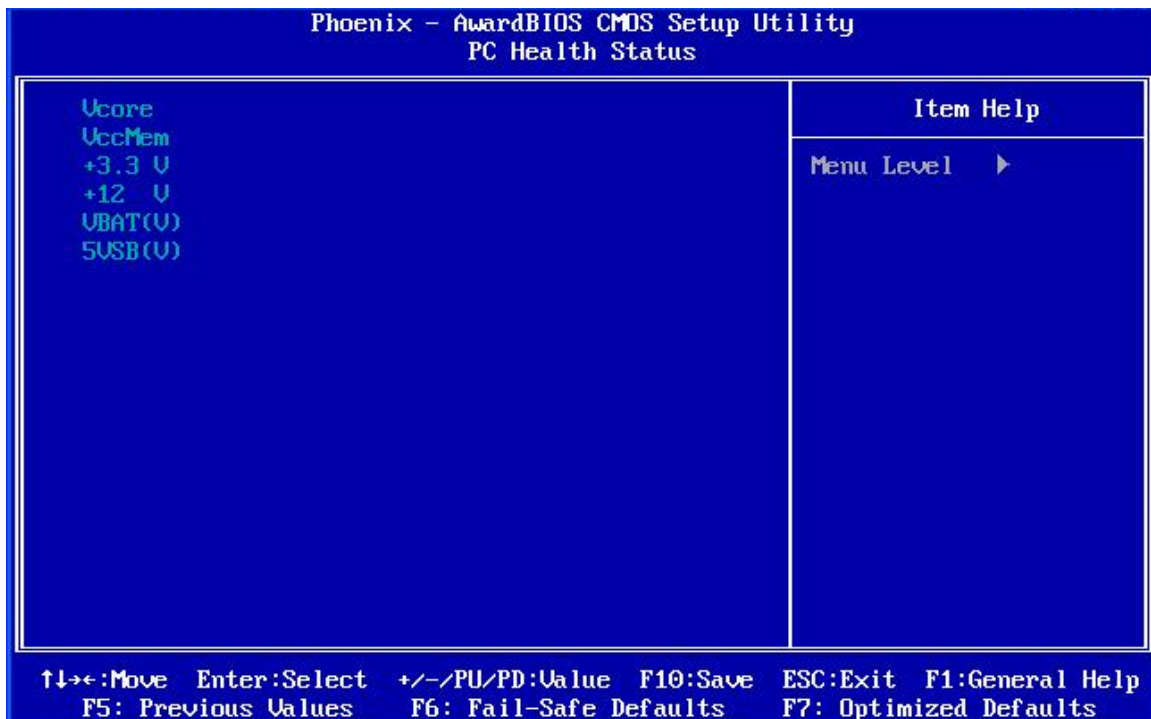 Phoenix - AwardBIOS CMOS Setup Utility
PC Health Status
Vcore
VccMem
+3.3 V
+12  V
VBAT(V)
5VSB(V)
Item Help
Menu Level ▶
↑↓→←:Move  Enter:Select  +/-/PU/PD:Value  F10:Save  ESC:Exit  F1:General Help
F5: Previous Values  F6: Fail-Safe Defaults  F7: Optimized Defaults